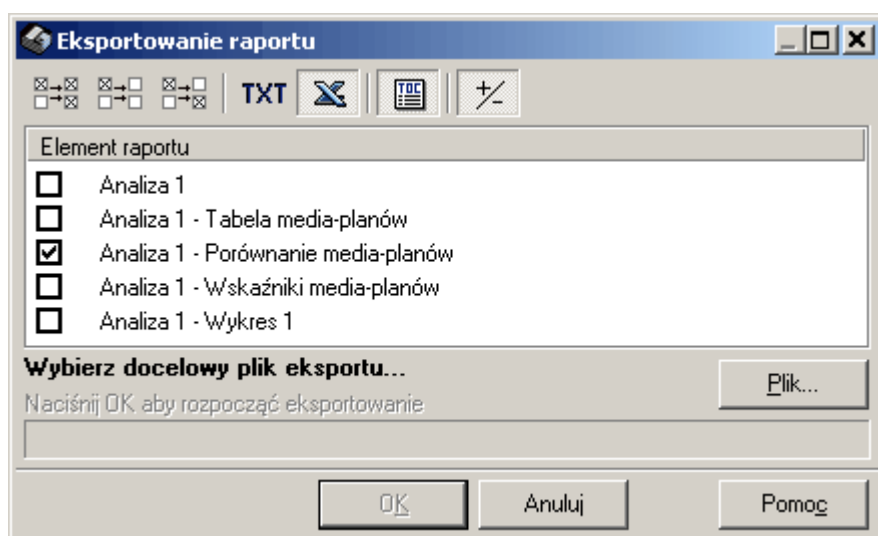 Eksportowanie raportu
TXT TOC +/-
Element raportu
Analiza 1
Analiza 1 - Tabela media-planów
Analiza 1 - Porównanie media-planów
Analiza 1 - Wskaźniki media-planów
Analiza 1 - Wykres 1
Wybierz docelowy plik eksportu...
Plik...
Naciśnij OK aby rozpocząć eksportowanie
OK Anuluj Pomoc